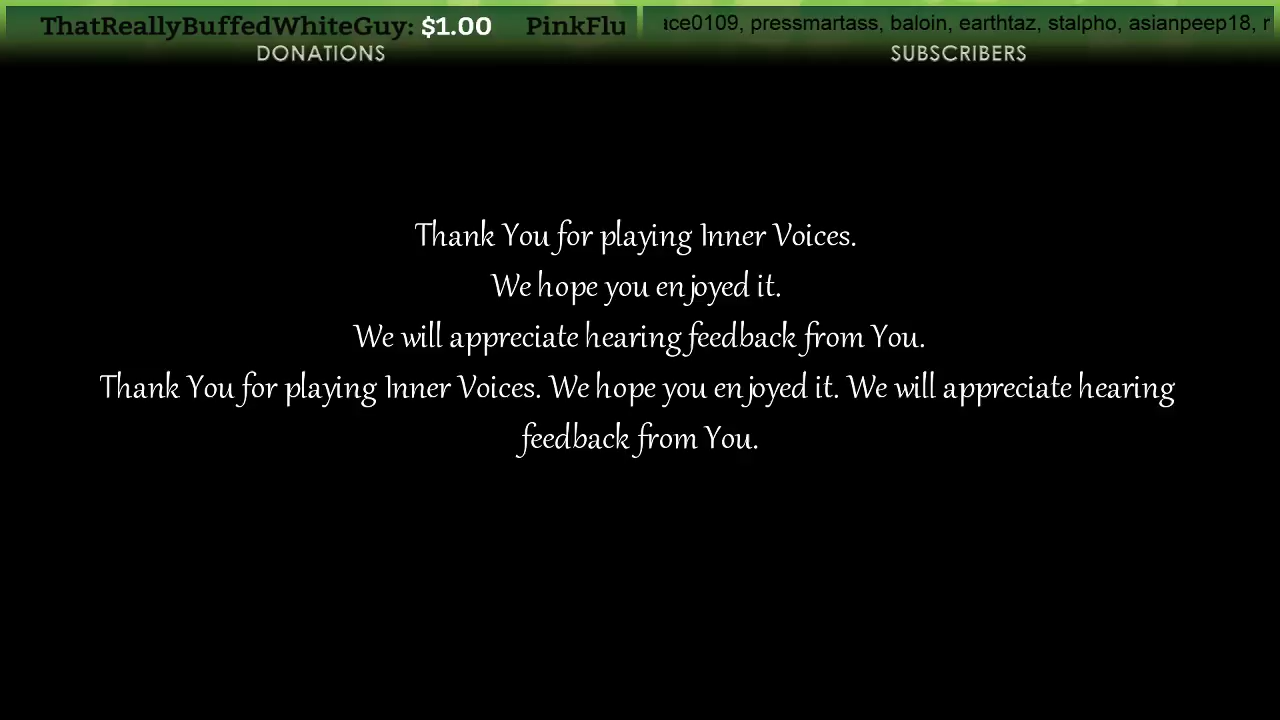 ThatReallyBuffedWhiteGuy: $1.00 PinkFlu
ace0109, pressmartass, baloin, earthtaz, stalpho, asianpeep18,
DONATIONS
SUBSCRIBERS
Thank You for playing Inner Voices.
We hope you enjoyed it.
We will appreciate hearing feedback from You.
Thank You for playing Inner Voices. We hope you enjoyed it. We will appreciate hearing
feedback from You.